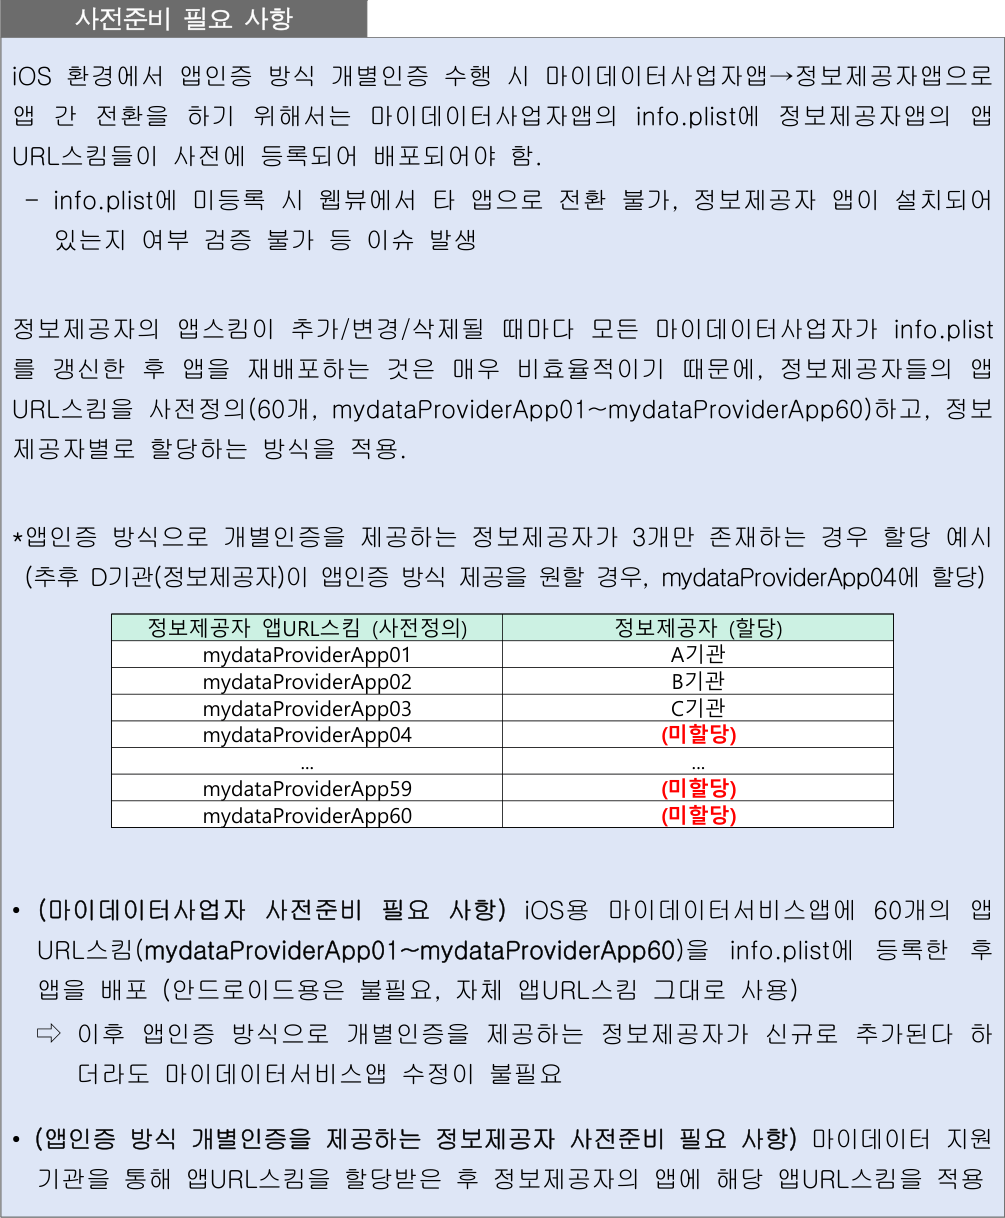 사전준비 필요 사항
iOS 환경에서 앱인증 방식 개별인증 수행 시 마이데이터사업자앱→정보제공자앱으로
앱 간 전환을 하기 위해서는 마이데이터사업자앱의 info.plist에 정보제공자앱의 앱
URL스킴들이 사전에 등록되어 배포되어야 함.
- info.plist에 미등록 시 웹뷰에서 타 앱으로 전환 불가, 정보제공자 앱이 설치되어
있는지 여부 검증 불가 등 이슈 발생
정보제공자의 앱스킴이 추가/변경/삭제될 때마다 모든 마이데이터사업자가 info.plist
를 갱신한 후 앱을 재배포하는 것은 매우 비효율적이기 때문에, 정보제공자들의 앱
URL스킴을 사전정의(60개, mydataProviderApp01~mydataProviderApp60)하고, 정보
제공자별로 할당하는 방식을 적용.
*앱인증 방식으로 개별인증을 제공하는 정보제공자가 3개만 존재하는 경우 할당 예시
(추후 D기관(정보제공자)이 앱인증 방식 제공을 원할 경우, mydataProviderApp04에 할당)
정보제공자 앱URL스킴 (사전정의) 정보제공자 (할당)
mydataProviderApp01 A기관
mydataProviderApp02 B기관
mydataProviderApp03 C기관
mydataProviderApp04 (미할당)
... ...
mydataProviderApp59 (미할당)
mydataProviderApp60 (미할당)
• (마이데이터사업자 사전준비 필요 사항) iOS용 마이데이터서비스앱에 60개의 앱
URL스킴(mydataProviderApp01~mydataProviderApp60)을 info.plist에 등록한 후
앱을 배포 (안드로이드용은 불필요, 자체 앱URL스킴 그대로 사용)
⇨ 이후 앱인증 방식으로 개별인증을 제공하는 정보제공자가 신규로 추가된다 하
더라도 마이데이터서비스앱 수정이 불필요
• (앱인증 방식 개별인증을 제공하는 정보제공자 사전준비 필요 사항) 마이데이터 지원
기관을 통해 앱URL스킴을 할당받은 후 정보제공자의 앱에 해당 앱URL스킴을 적용